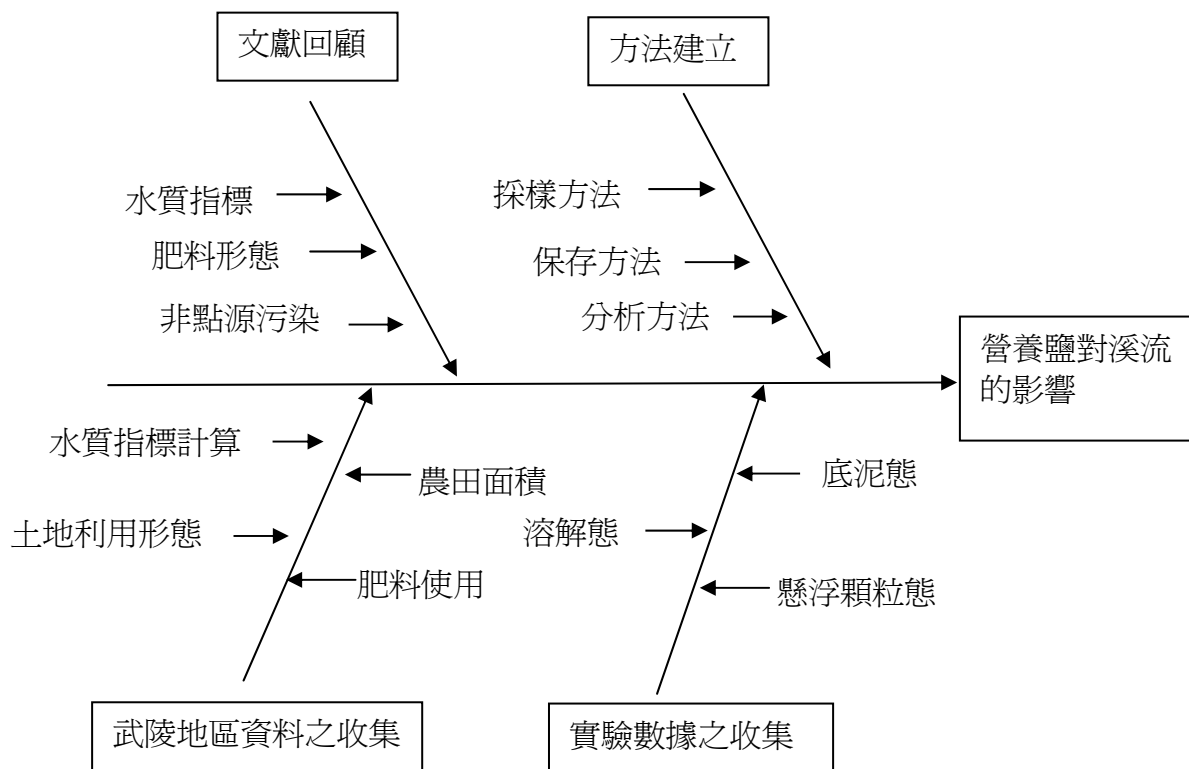 文獻回顧
方法建立
水質指標
採樣方法
肥料形態
保存方法
非點源污染
分析方法
營養鹽對溪流
的影響
水質指標計算
農田面積
底泥態
土地利用形態
溶解態
肥料使用
懸浮顆粒態
武陵地區資料之收集
實驗數據之收集